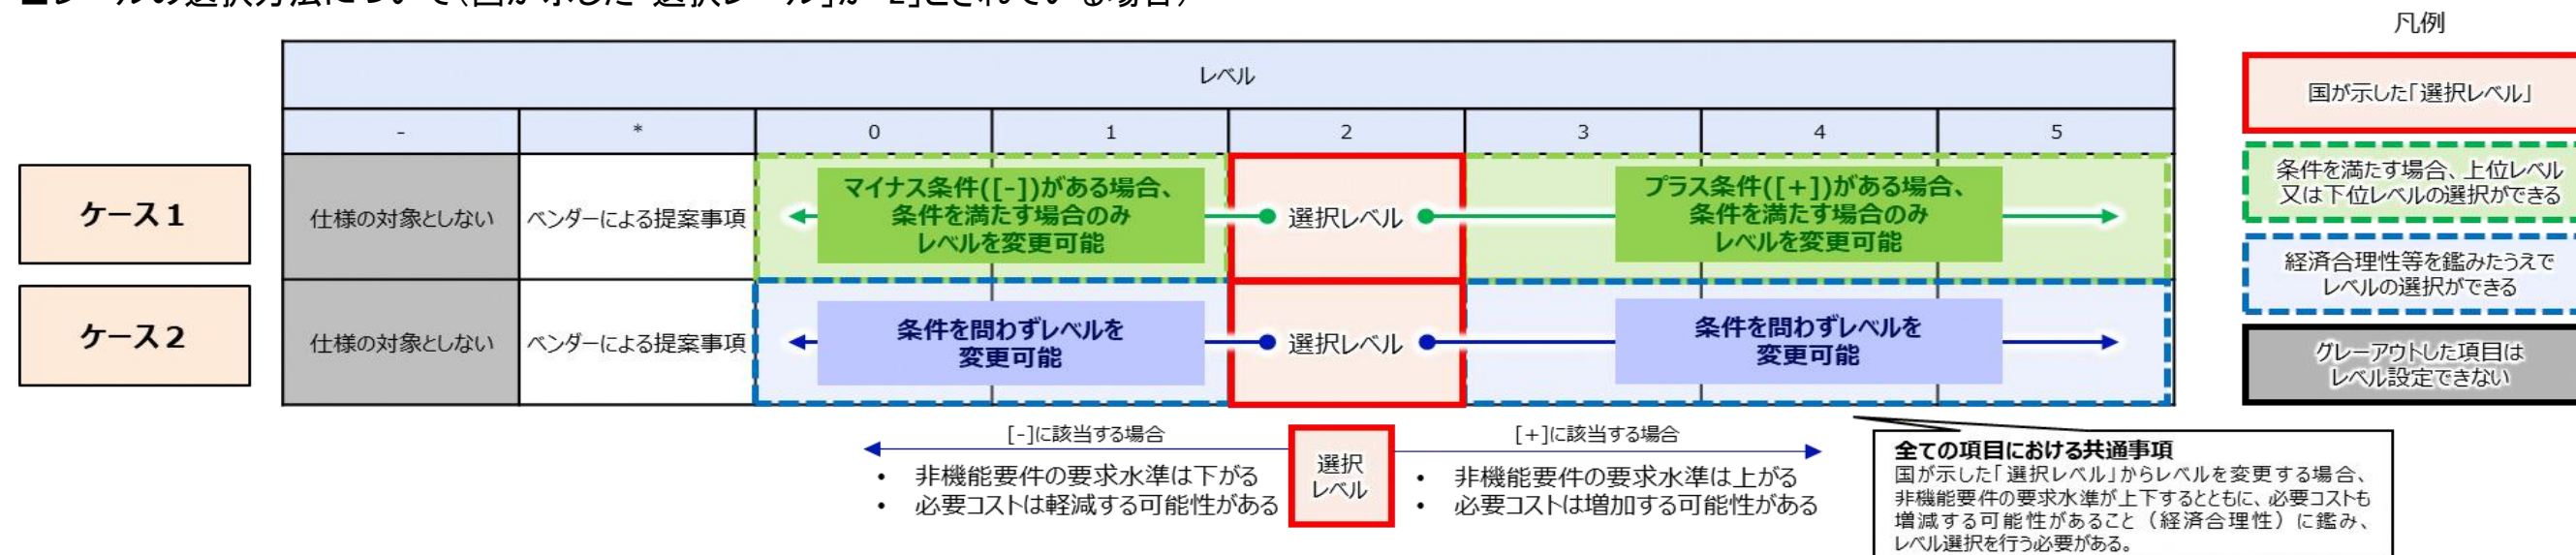 凡例
レベル
国が示した「選択レベル」
- * 0 1 2 3 4 5
ケース１
仕様の対象としない
ベンダーによる提案事項
マイナス条件([-])がある場合、
条件を満たす場合のみ
レベルを変更可能
選択レベル
プラス条件([+])がある場合、
条件を満たす場合のみ
レベルを変更可能
条件を満たす場合、上位レベル
又は下位レベルの選択ができる
ケース２
仕様の対象としない
ベンダーによる提案事項
条件を問わずレベルを
変更可能
選択レベル
条件を問わずレベルを
変更可能
経済合理性等を鑑みたうえで
レベルの選択ができる
グレーアウトした項目は
レベル設定できない
[-]に該当する場合
• 非機能要件の要求水準は下がる
• 必要コストは軽減する可能性がある
選択
レベル
[+]に該当する場合
• 非機能要件の要求水準は上がる
• 必要コストは増加する可能性がある
全ての項目における共通事項
国が示した「選択レベル」からレベルを変更する場合、
非機能要件の要求水準が上下するとともに、必要コストも
増減する可能性があること（経済合理性）に鑑み、
レベル選択を行う必要がある。